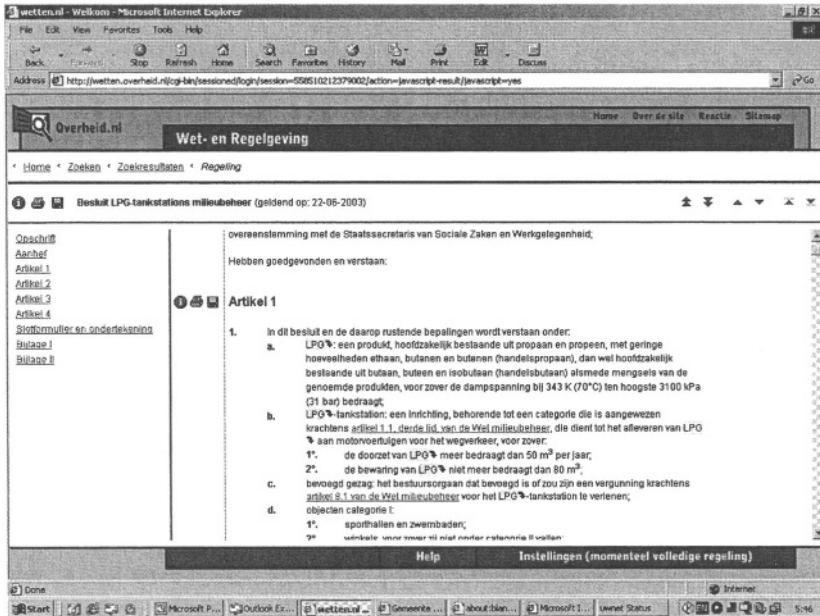 wetten.nl - Welkom - Microsoft Internet Explorer
File Edit View Favorites Tools Help
Back Forward Stop Refresh Home Search Favorites History Mail Print Edit Discuss
Address http://wetten.overheid.nl/cgi-bin/sessioned/login/session=558510212379002/action=javascript-result/javascript=yes Go
Home Over de site Reactie Sitemap
Overheid.nl
Wet- en Regelgeving
Home Zoeken Zoekresultaten Regeling
Besluit LPG-tankstations milieubeheer (geldend op: 22-06-2003)
Opschrift
Aanhef
Artikel 1
Artikel 2
Artikel 3
Artikel 4
Slotformulier en ondertekening
Bijlage I
Bijlage II
overeenstemming met de Staatssecretaris van Sociale Zaken en Werkgelegenheid;
Hebben goedgevonden en verstaan:
Artikel 1
1. In dit besluit en de daarop rustende bepalingen wordt verstaan onder:
a. LPG: een produkt, hoofdzakelijk bestaande uit propaan en propeen, met geringe
hoeveelheden ethaan, butanen en butenen (handelspropaan), dan wel hoofdzakelijk
bestaande uit butaan, buteen en isobutaan (handelsbutaan) alsmede mengsels van de
genoemde produkten, voor zover de dampspanning bij 343 K (70°C) ten hoogste 3100 kPa
(31 bar) bedraagt;
b. LPG-tankstation: een inrichting, behorende tot een categorie die is aangewezen
krachtens artikel 1.1, derde lid, van de Wet milieubeheer, die dient tot het afleveren van LPG
aan motorvoertuigen voor het wegverkeer, voor zover:
1°. de doorzet van LPG meer bedraagt dan 50 m³ per jaar;
2°. de bewaring van LPG niet meer bedraagt dan 80 m³;
c. bevoegd gezag: het bestuursorgaan dat bevoegd is of zou zijn een vergunning krachtens
artikel 8.1 van de Wet milieubeheer voor het LPG-tankstation te verlenen;
d. objecten categorie I:
1°. sporthallen en zwembaden;
2°. winkels, voor zover zij niet onder categorie II vallen;
Help Instellingen (momenteel volledige regeling)
Done Internet
Start Microsoft P... Outlook Ex... wetten.nl ... Gemeente ... about:blan... Microsoft I... uwnet Status 5:46